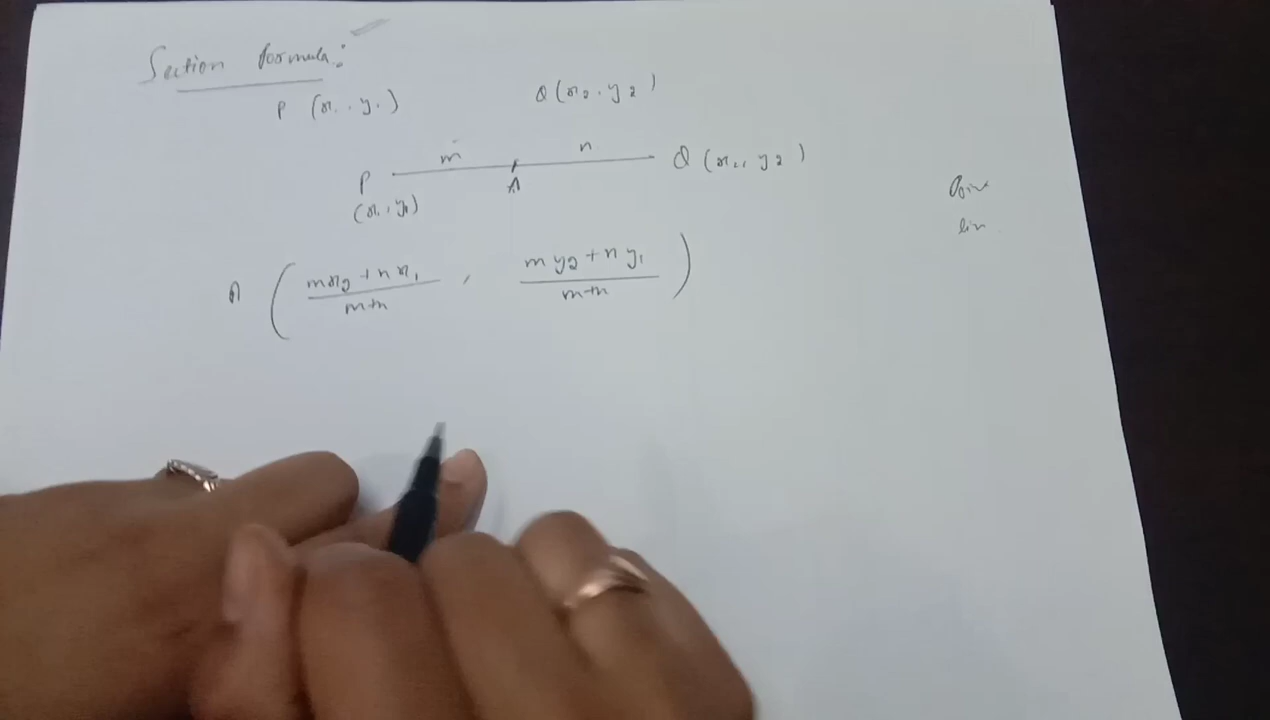 Section formula:
P (x1, y1) Q (x2, y2)
m n
P A Q (x2, y2)
(x1, y1)
A ( (mx2 + nx1)/(m+n) , (my2 + ny1)/(m+n) )